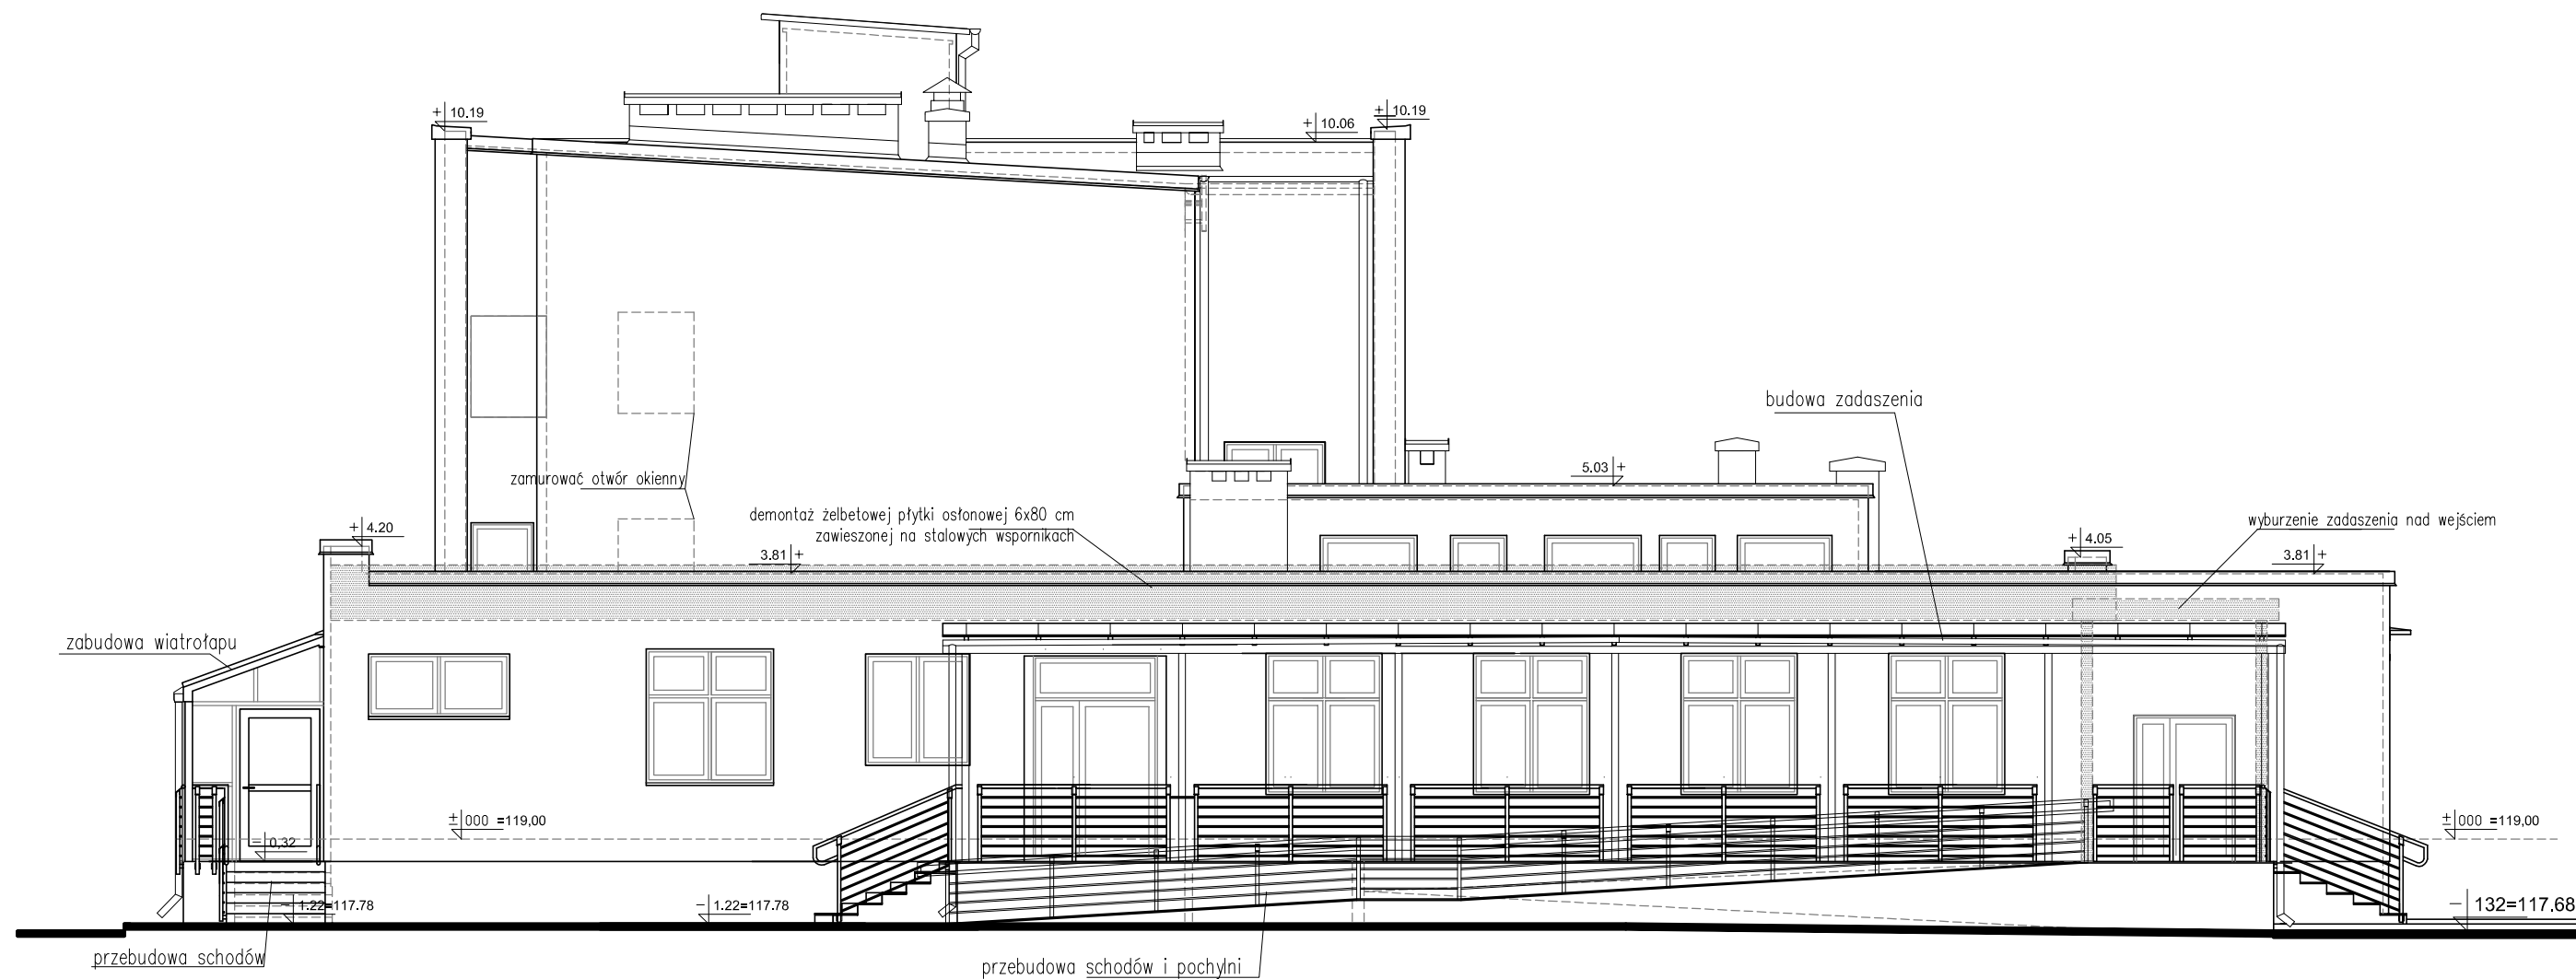 + 10.19
+ 10.06
+ 10.19
budowa zadaszenia
5.03 +
zamurować otwór okienny
demontaż żelbetowej płytki osłonowej 6x80 cm
zawieszonej na stalowych wspornikach
wyburzenie zadaszenia nad wejściem
+ 4.20
+ 4.05
3.81 +
3.81 +
zabudowa wiatrołapu
± 000 =119,00
± 000 =119,00
- 0,32
- 1.22=117.78
- 1.22=117.78
- 132=117.68
przebudowa schodów
przebudowa schodów i pochylni